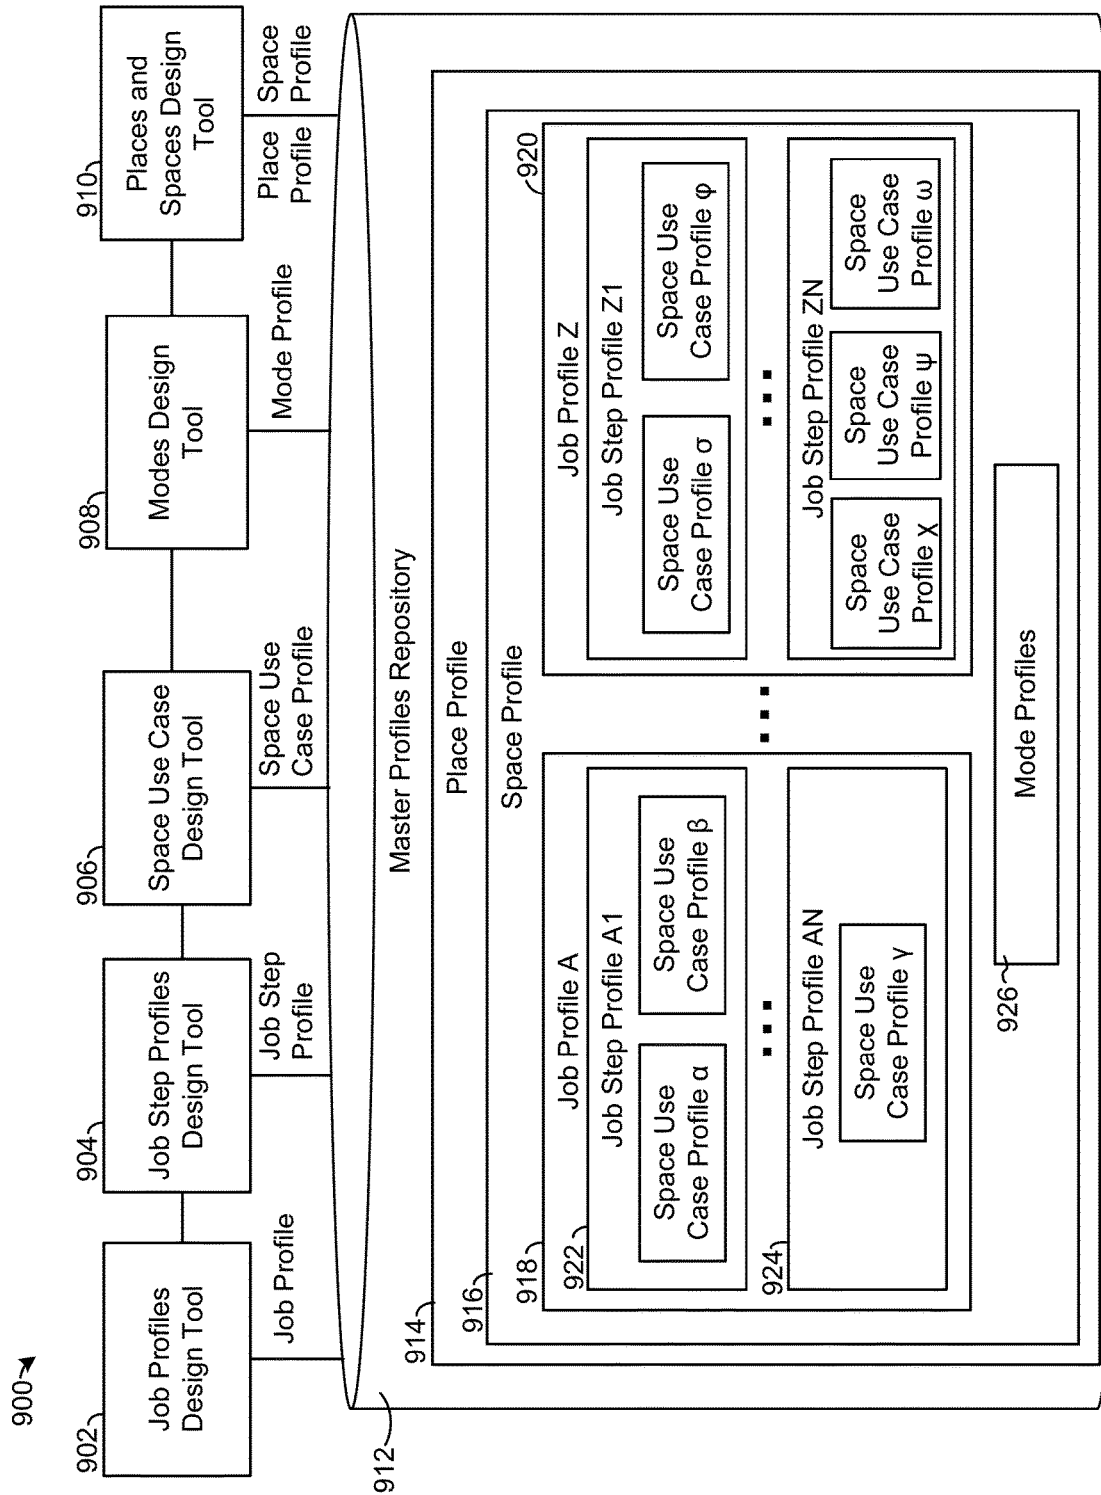 900
902
Job Profiles
Design Tool
904
Job Step Profiles
Design Tool
906
Space Use Case
Design Tool
908
Modes Design
Tool
910
Places and
Spaces Design
Tool
Job Profile
Job Step
Profile
Space Use
Case Profile
Mode Profile
Place
Profile
Space
Profile
912
Master Profiles Repository
914
Place Profile
916
Space Profile
918
Job Profile A
922
Job Step Profile A1
Space Use
Case Profile α
Space Use
Case Profile β
924
Job Step Profile AN
Space Use
Case Profile γ
920
Job Profile Z
Job Step Profile Z1
Space Use
Case Profile σ
Space Use
Case Profile φ
Job Step Profile ZN
Space
Use Case
Profile χ
Space
Use Case
Profile ψ
Space
Use Case
Profile ω
926
Mode Profiles